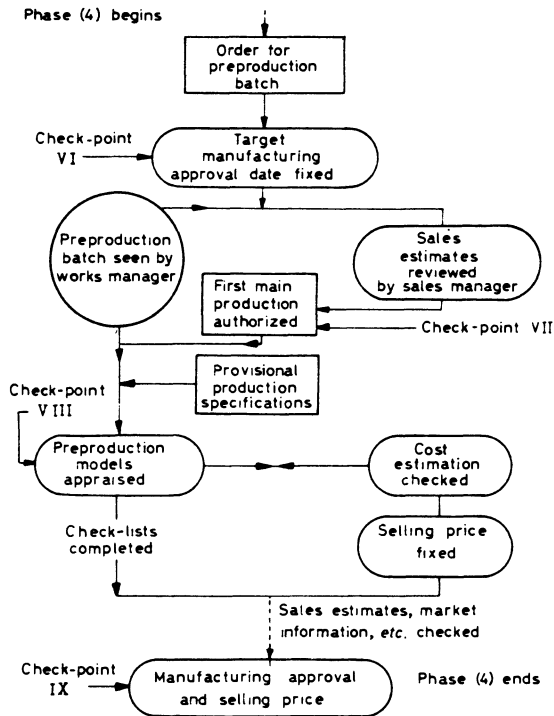 Phase (4) begins
Order for
preproduction
batch
Check-point
VI
Target
manufacturing
approval date fixed
Preproduction
batch seen by
works manager
Sales
estimates
reviewed
by sales manager
First main
production
authorized
Check-point VII
Provisional
production
specifications
Check-point
VIII
Preproduction
models
appraised
Cost
estimation
checked
Check-lists
completed
Selling price
fixed
Sales estimates, market
information, etc. checked
Check-point
IX
Manufacturing approval
and selling price
Phase (4) ends